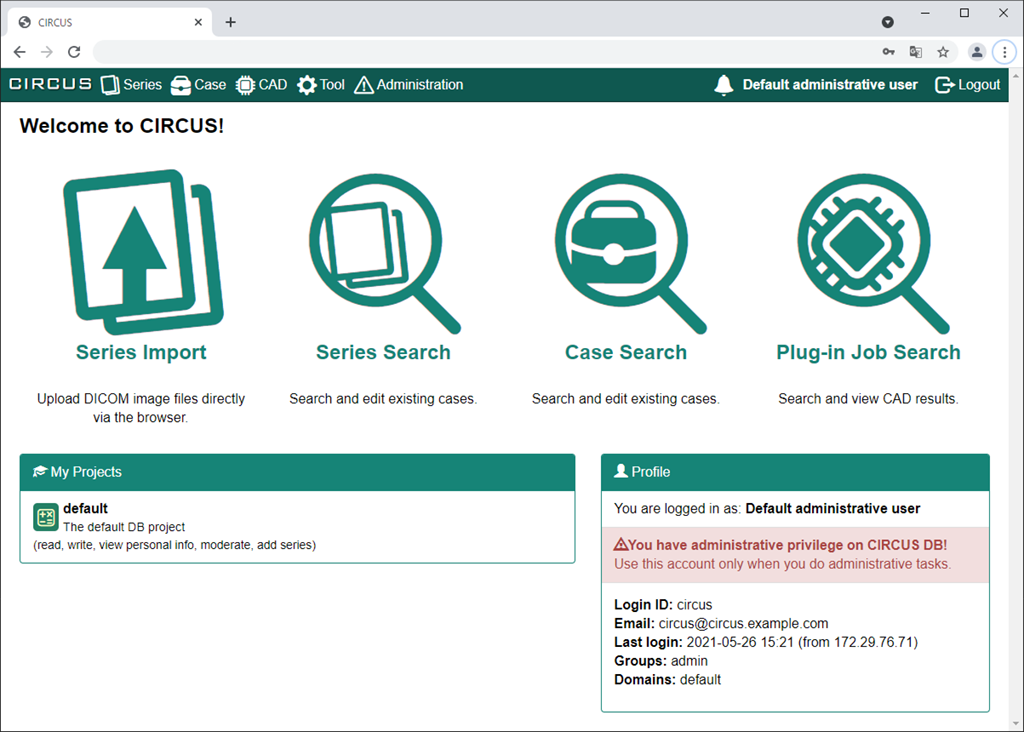 CIRCUS
CIRCUS Series Case CAD Tool Administration Default administrative user Logout
Welcome to CIRCUS!
Series Import
Upload DICOM image files directly
via the browser.
Series Search
Search and edit existing cases.
Case Search
Search and edit existing cases.
Plug-in Job Search
Search and view CAD results.
My Projects
default
The default DB project
(read, write, view personal info, moderate, add series)
Profile
You are logged in as: Default administrative user
You have administrative privilege on CIRCUS DB!
Use this account only when you do administrative tasks.
Login ID: circus
Email: circus@circus.example.com
Last login: 2021-05-26 15:21 (from 172.29.76.71)
Groups: admin
Domains: default